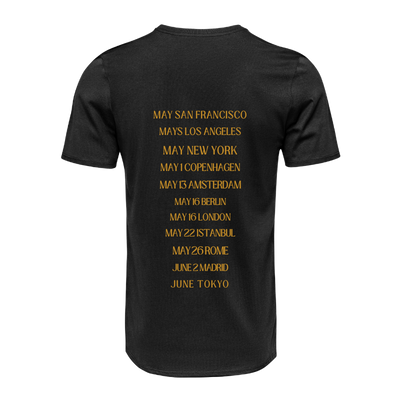 MAY SAN FRANCISCO
MAYS LOS ANGELES
MAY NEW YORK
MAY 1 COPENHAGEN
MAY 13 AMSTERDAM
MAY 16 BERLIN
MAY 16 LONDON
MAY 22 ISTANBUL
MAY 26 ROME
JUNE 2 MADRID
JUNE TOKYO